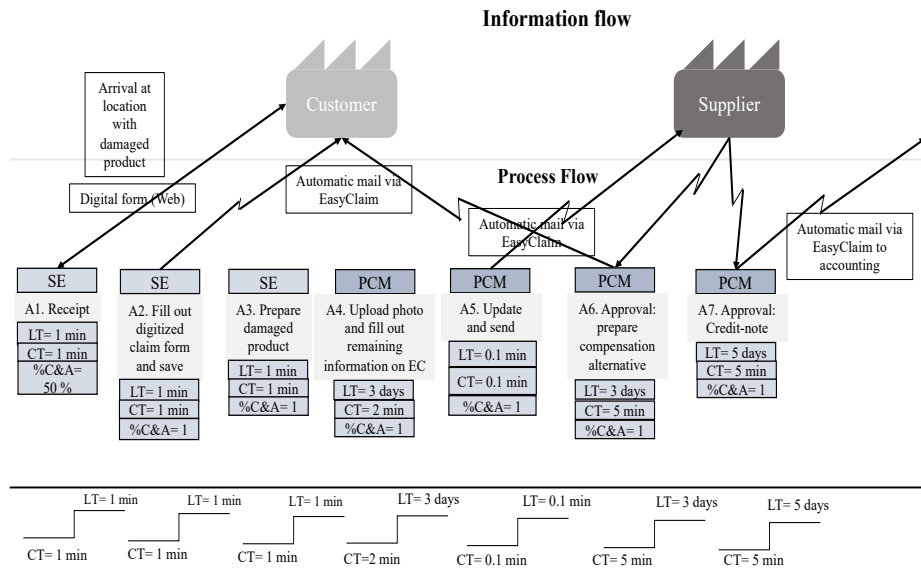 Information flow
Customer
Supplier
Arrival at
location with
damaged
product
Digital form (Web)
Automatic mail via
EasyClaim
Process Flow
Automatic mail via
EasyClaim
Automatic mail via
EasyClaim to
accounting
SE
A1. Receipt
LT= 1 min
CT= 1 min
%C&A=
50 %
SE
A2. Fill out
digitized
claim form
and save
LT= 1 min
CT= 1 min
%C&A= 1
SE
A3. Prepare
damaged
product
LT= 1 min
CT= 1 min
%C&A= 1
PCM
A4. Upload photo
and fill out
remaining
information on EC
LT= 3 days
CT= 2 min
%C&A= 1
PCM
A5. Update
and send
LT= 0.1 min
CT= 0.1 min
%C&A= 1
PCM
A6. Approval:
prepare
compensation
alternative
LT= 3 days
CT= 5 min
%C&A= 1
PCM
A7. Approval:
Credit-note
LT= 5 days
CT= 5 min
%C&A= 1
LT= 1 min
CT= 1 min
LT= 1 min
CT= 1 min
LT= 1 min
CT= 1 min
LT= 3 days
CT=2 min
LT= 0.1 min
CT= 0.1 min
LT= 3 days
CT= 5 min
LT= 5 days
CT= 5 min